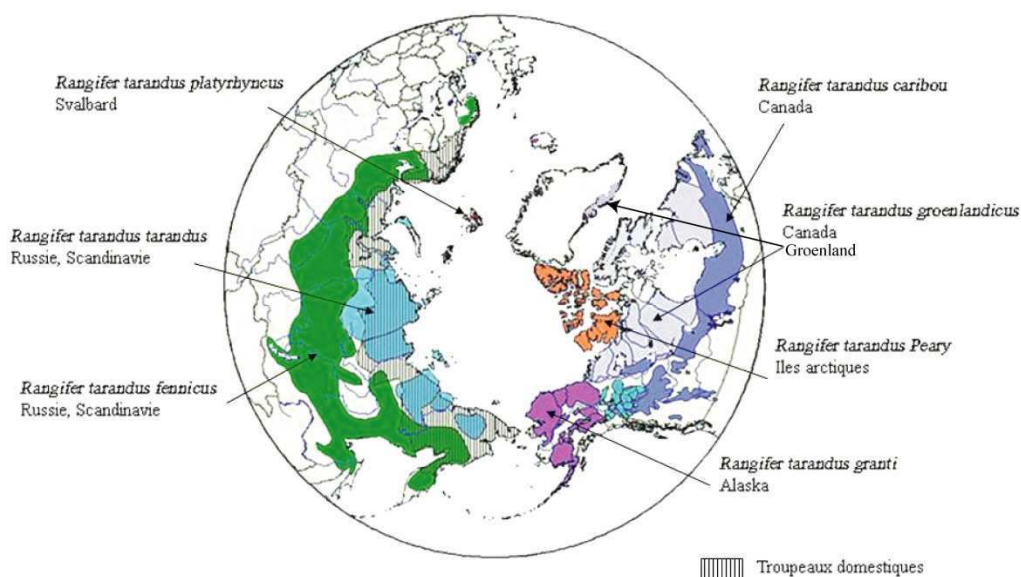 Rangifer tarandus platyrhyncus
Svalbard
Rangifer tarandus tarandus
Russie, Scandinavie
Rangifer tarandus fennicus
Russie, Scandinavie
Rangifer tarandus caribou
Canada
Rangifer tarandus groenlandicus
Canada
Groenland
Rangifer tarandus Peary
Iles arctiques
Rangifer tarandus granti
Alaska
Troupeaux domestiques